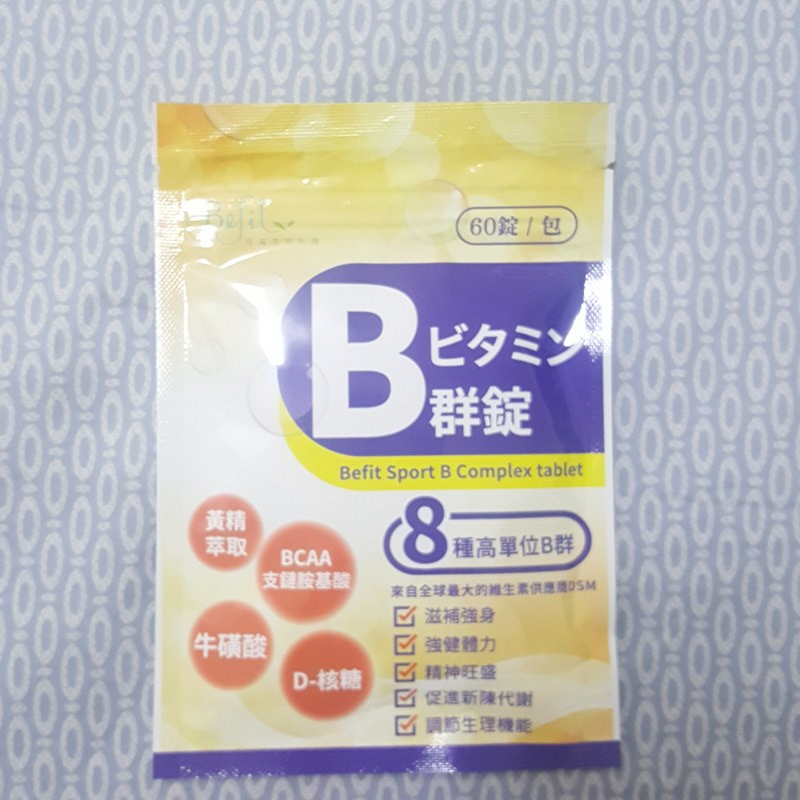 Befit
60錠 / 包
B ビタミン
群錠
Befit Sport B Complex tablet
8種高單位B群
來自全球最大的維生素供應商DSM
黃精
萃取
BCAA
支鏈胺基酸
牛磺酸
D-核糖
滋補強身
強健體力
精神旺盛
促進新陳代謝
調節生理機能